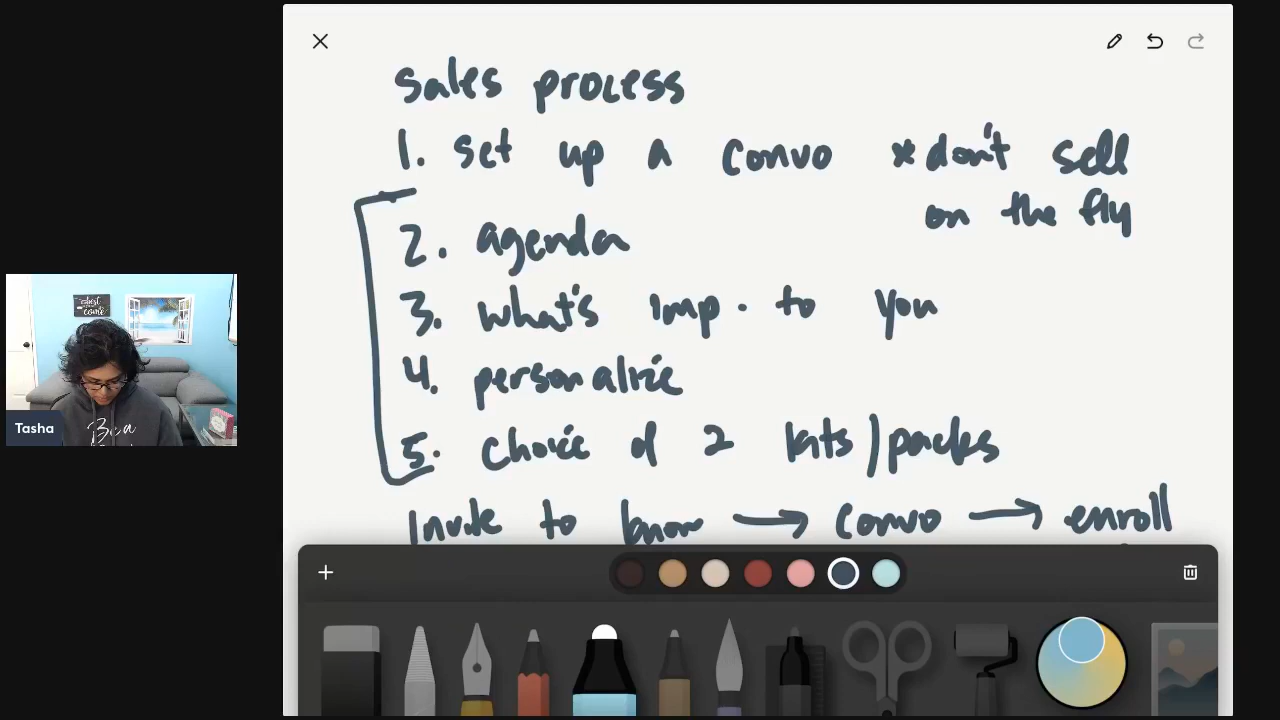 sales process
1. set up a convo *don't sell
on the fly
2. agenda
3. what's imp. to you
4. personalize
5. choice of 2 kits/packs
Invite to know → convo → enroll
Tasha
Be a